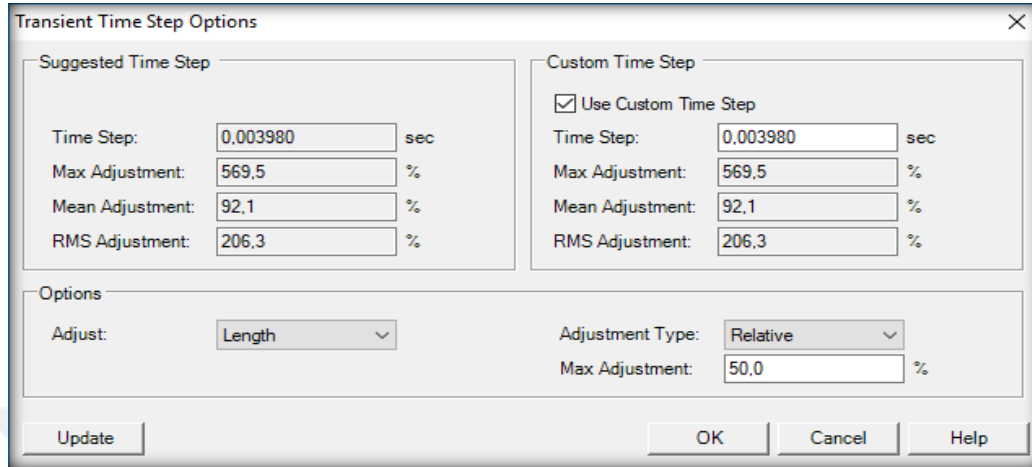 Transient Time Step Options
Suggested Time Step
Time Step: 0,003980 sec
Max Adjustment: 569,5 %
Mean Adjustment: 92,1 %
RMS Adjustment: 206,3 %
Custom Time Step
Use Custom Time Step
Time Step: 0,003980 sec
Max Adjustment: 569,5 %
Mean Adjustment: 92,1 %
RMS Adjustment: 206,3 %
Options
Adjust: Length
Adjustment Type: Relative
Max Adjustment: 50,0 %
Update OK Cancel Help